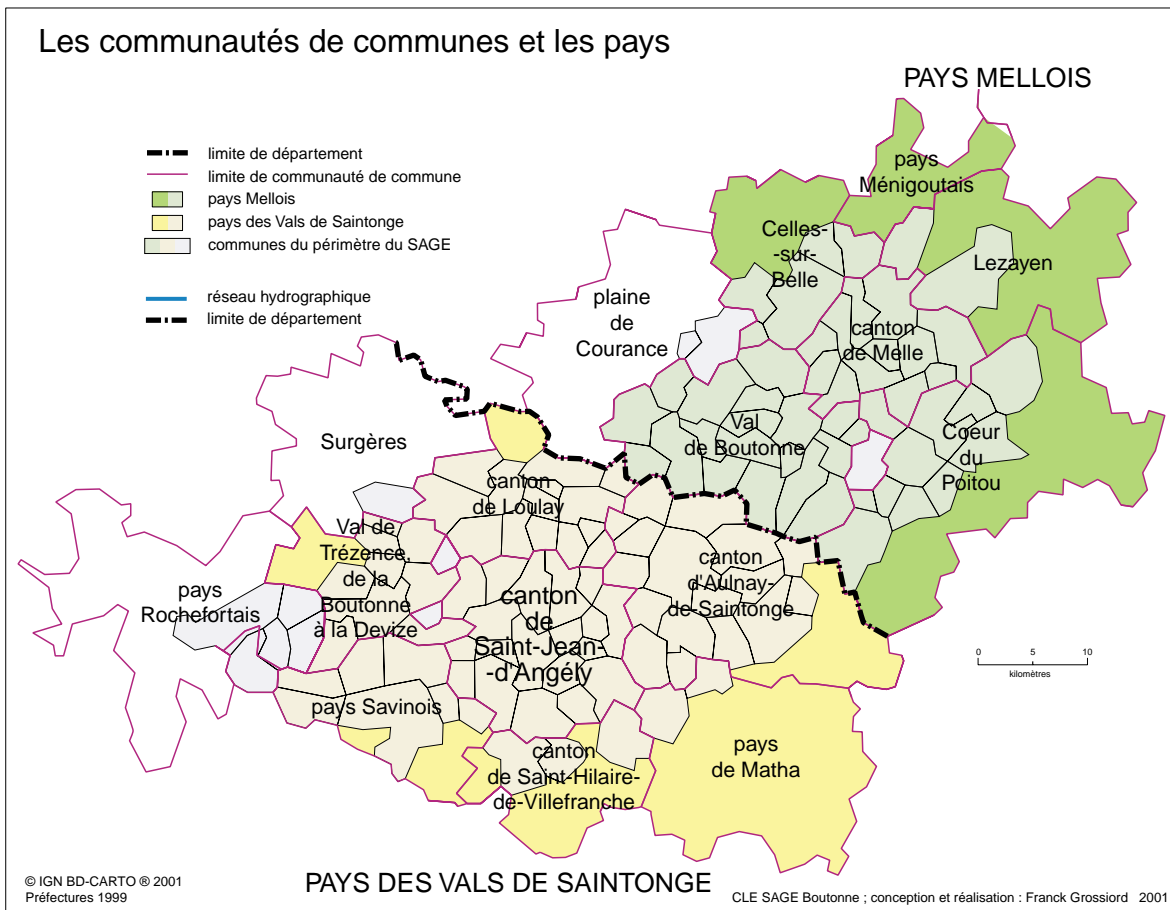 Les communautés de communes et les pays
PAYS MELLOIS
limite de département
limite de communauté de commune
pays Mellois
pays des Vals de Saintonge
communes du périmètre du SAGE
réseau hydrographique
limite de département
pays
Ménigoutais
Celles-
-sur-
Belle
Lezayen
plaine
de
Courance
canton
de Melle
Surgères
Val
de Boutonne
Coeur
du
Poitou
canton
de Loulay
Val de
Trézence,
de la
Boutonne
à la Devize
canton
d'Aulnay-
de-Saintonge
pays
Rochefortais
canton
de
Saint-Jean-
-d'Angély
0 5 10
kilomètres
pays Savinois
canton
de Saint-Hilaire-
de-Villefranche
pays
de Matha
© IGN BD-CARTO ® 2001
Préfectures 1999
PAYS DES VALS DE SAINTONGE
CLE SAGE Boutonne ; conception et réalisation : Franck Grossiord 2001